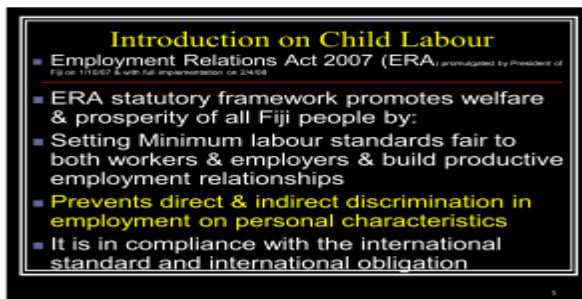 Introduction on Child Labour
Employment Relations Act 2007 (ERA) promulgated by President of
Fiji on 1/10/07 & with full implementation on 2/4/08
ERA statutory framework promotes welfare
& prosperity of all Fiji people by:
Setting Minimum labour standards fair to
both workers & employers & build productive
employment relationships
Prevents direct & indirect discrimination in
employment on personal characteristics
It is in compliance with the international
standard and international obligation